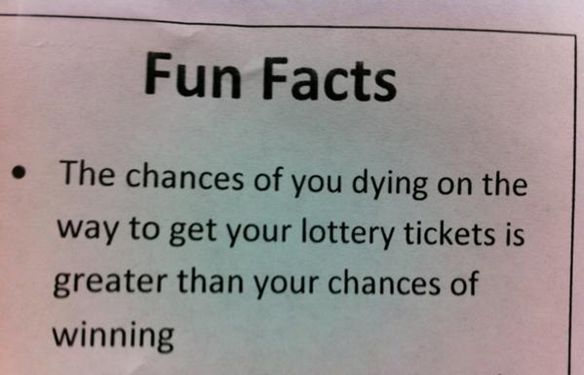 Fun Facts
• The chances of you dying on the
way to get your lottery tickets is
greater than your chances of
winning